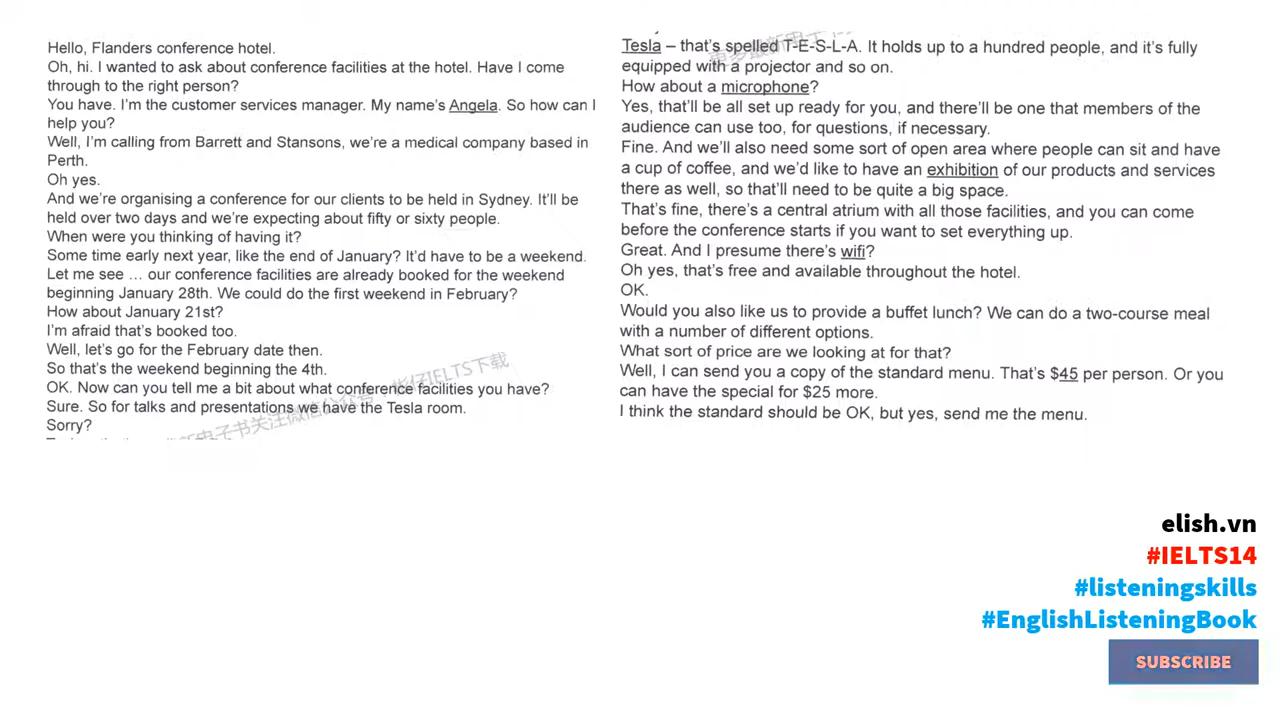 Hello, Flanders conference hotel.
Oh, hi. I wanted to ask about conference facilities at the hotel. Have I come
through to the right person?
You have. I'm the customer services manager. My name's Angela. So how can I
help you?
Well, I'm calling from Barrett and Stansons, we're a medical company based in
Perth.
Oh yes.
And we're organising a conference for our clients to be held in Sydney. It'll be
held over two days and we're expecting about fifty or sixty people.
When were you thinking of having it?
Some time early next year, like the end of January? It'd have to be a weekend.
Let me see … our conference facilities are already booked for the weekend
beginning January 28th. We could do the first weekend in February?
How about January 21st?
I'm afraid that's booked too.
Well, let's go for the February date then.
So that's the weekend beginning the 4th.
OK. Now can you tell me a bit about what conference facilities you have?
Sure. So for talks and presentations we have the Tesla room.
Sorry?
Tesla – that's spelled T-E-S-L-A. It holds up to a hundred people, and it's fully
equipped with a projector and so on.
How about a microphone?
Yes, that'll be all set up ready for you, and there'll be one that members of the
audience can use too, for questions, if necessary.
Fine. And we'll also need some sort of open area where people can sit and have
a cup of coffee, and we'd like to have an exhibition of our products and services
there as well, so that'll need to be quite a big space.
That's fine, there's a central atrium with all those facilities, and you can come
before the conference starts if you want to set everything up.
Great. And I presume there's wifi?
Oh yes, that's free and available throughout the hotel.
OK.
Would you also like us to provide a buffet lunch? We can do a two-course meal
with a number of different options.
What sort of price are we looking at for that?
Well, I can send you a copy of the standard menu. That's $45 per person. Or you
can have the special for $25 more.
I think the standard should be OK, but yes, send me the menu.
elish.vn
#IELTS14
#listeningskills
#EnglishListeningBook
SUBSCRIBE